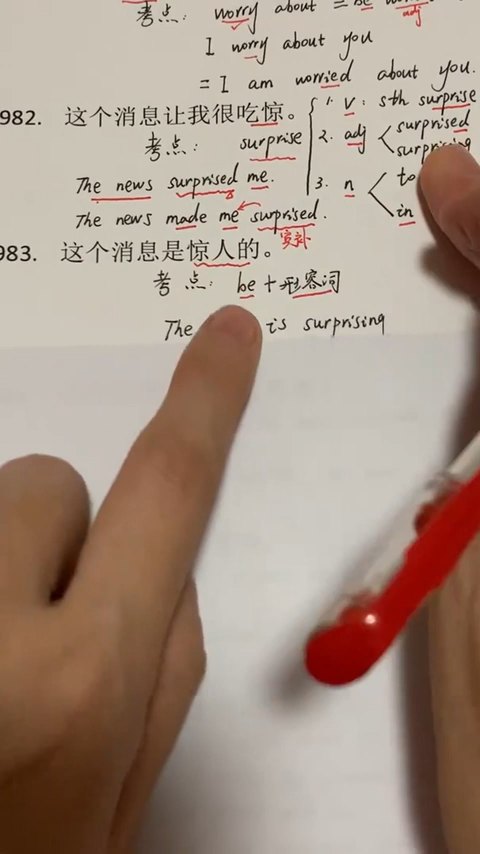 考点: worry about = be
adj
I worry about you
= I am worried about you.
982. 这个消息让我很吃惊。
考点: surprise
1. v: sth surprise
2. adj surprised
surprising
3. n to
in
The news surprised me.
The news made me surprised.
宾补
983. 这个消息是惊人的。
考点: be + 形容词
The is surprising